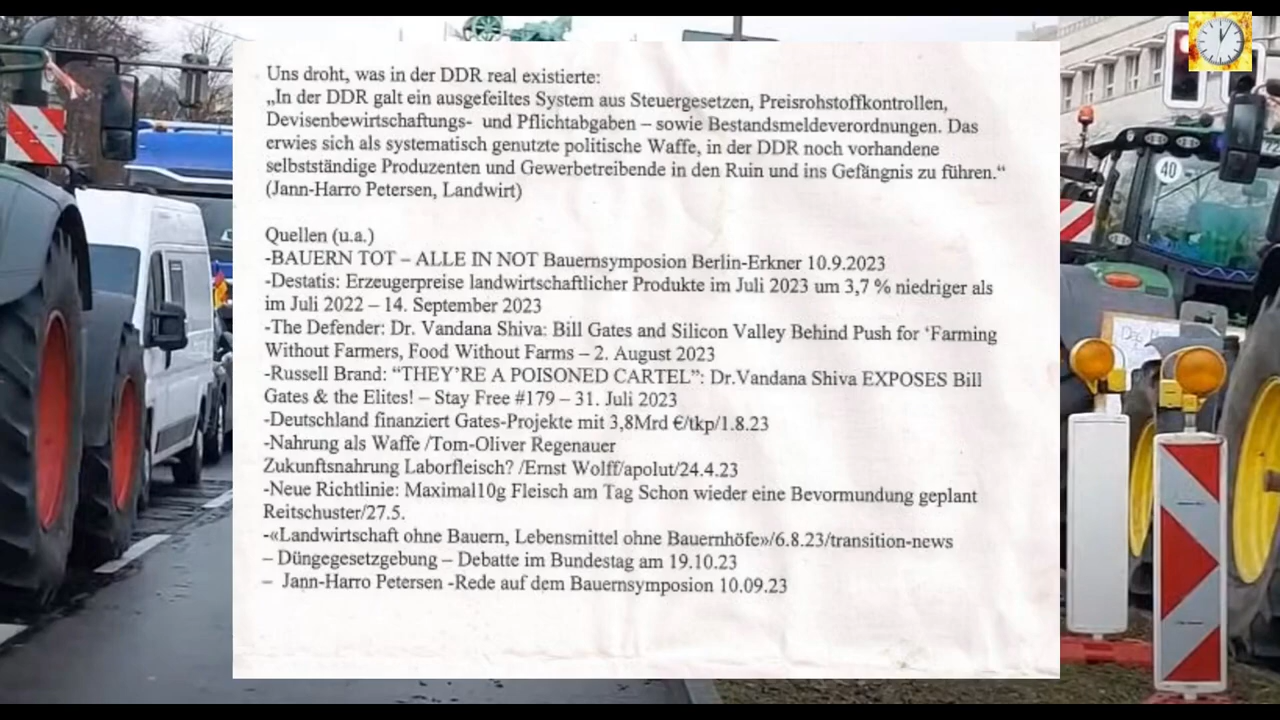 Uns droht, was in der DDR real existierte:
„In der DDR galt ein ausgefeiltes System aus Steuergesetzen, Preisrohstoffkontrollen,
Devisenbewirtschaftungs- und Pflichtabgaben – sowie Bestandsmeldeverordnungen. Das
erwies sich als systematisch genutzte politische Waffe, in der DDR noch vorhandene
selbstständige Produzenten und Gewerbetreibende in den Ruin und ins Gefängnis zu führen.“
(Jann-Harro Petersen, Landwirt)
Quellen (u.a.)
-BAUERN TOT – ALLE IN NOT Bauernsymposion Berlin-Erkner 10.9.2023
-Destatis: Erzeugerpreise landwirtschaftlicher Produkte im Juli 2023 um 3,7 % niedriger als
im Juli 2022 – 14. September 2023
-The Defender: Dr. Vandana Shiva: Bill Gates and Silicon Valley Behind Push for ‘Farming
Without Farmers, Food Without Farms – 2. August 2023
-Russell Brand: “THEY’RE A POISONED CARTEL”: Dr.Vandana Shiva EXPOSES Bill
Gates & the Elites! – Stay Free #179 – 31. Juli 2023
-Deutschland finanziert Gates-Projekte mit 3,8Mrd €/tkp/1.8.23
-Nahrung als Waffe /Tom-Oliver Regenauer
Zukunftsnahrung Laborfleisch? /Ernst Wolff/apolut/24.4.23
-Neue Richtlinie: Maximal10g Fleisch am Tag Schon wieder eine Bevormundung geplant
Reitschuster/27.5.
-«Landwirtschaft ohne Bauern, Lebensmittel ohne Bauernhöfe»/6.8.23/transition-news
– Düngegesetzgebung – Debatte im Bundestag am 19.10.23
– Jann-Harro Petersen -Rede auf dem Bauernsymposion 10.09.23
40